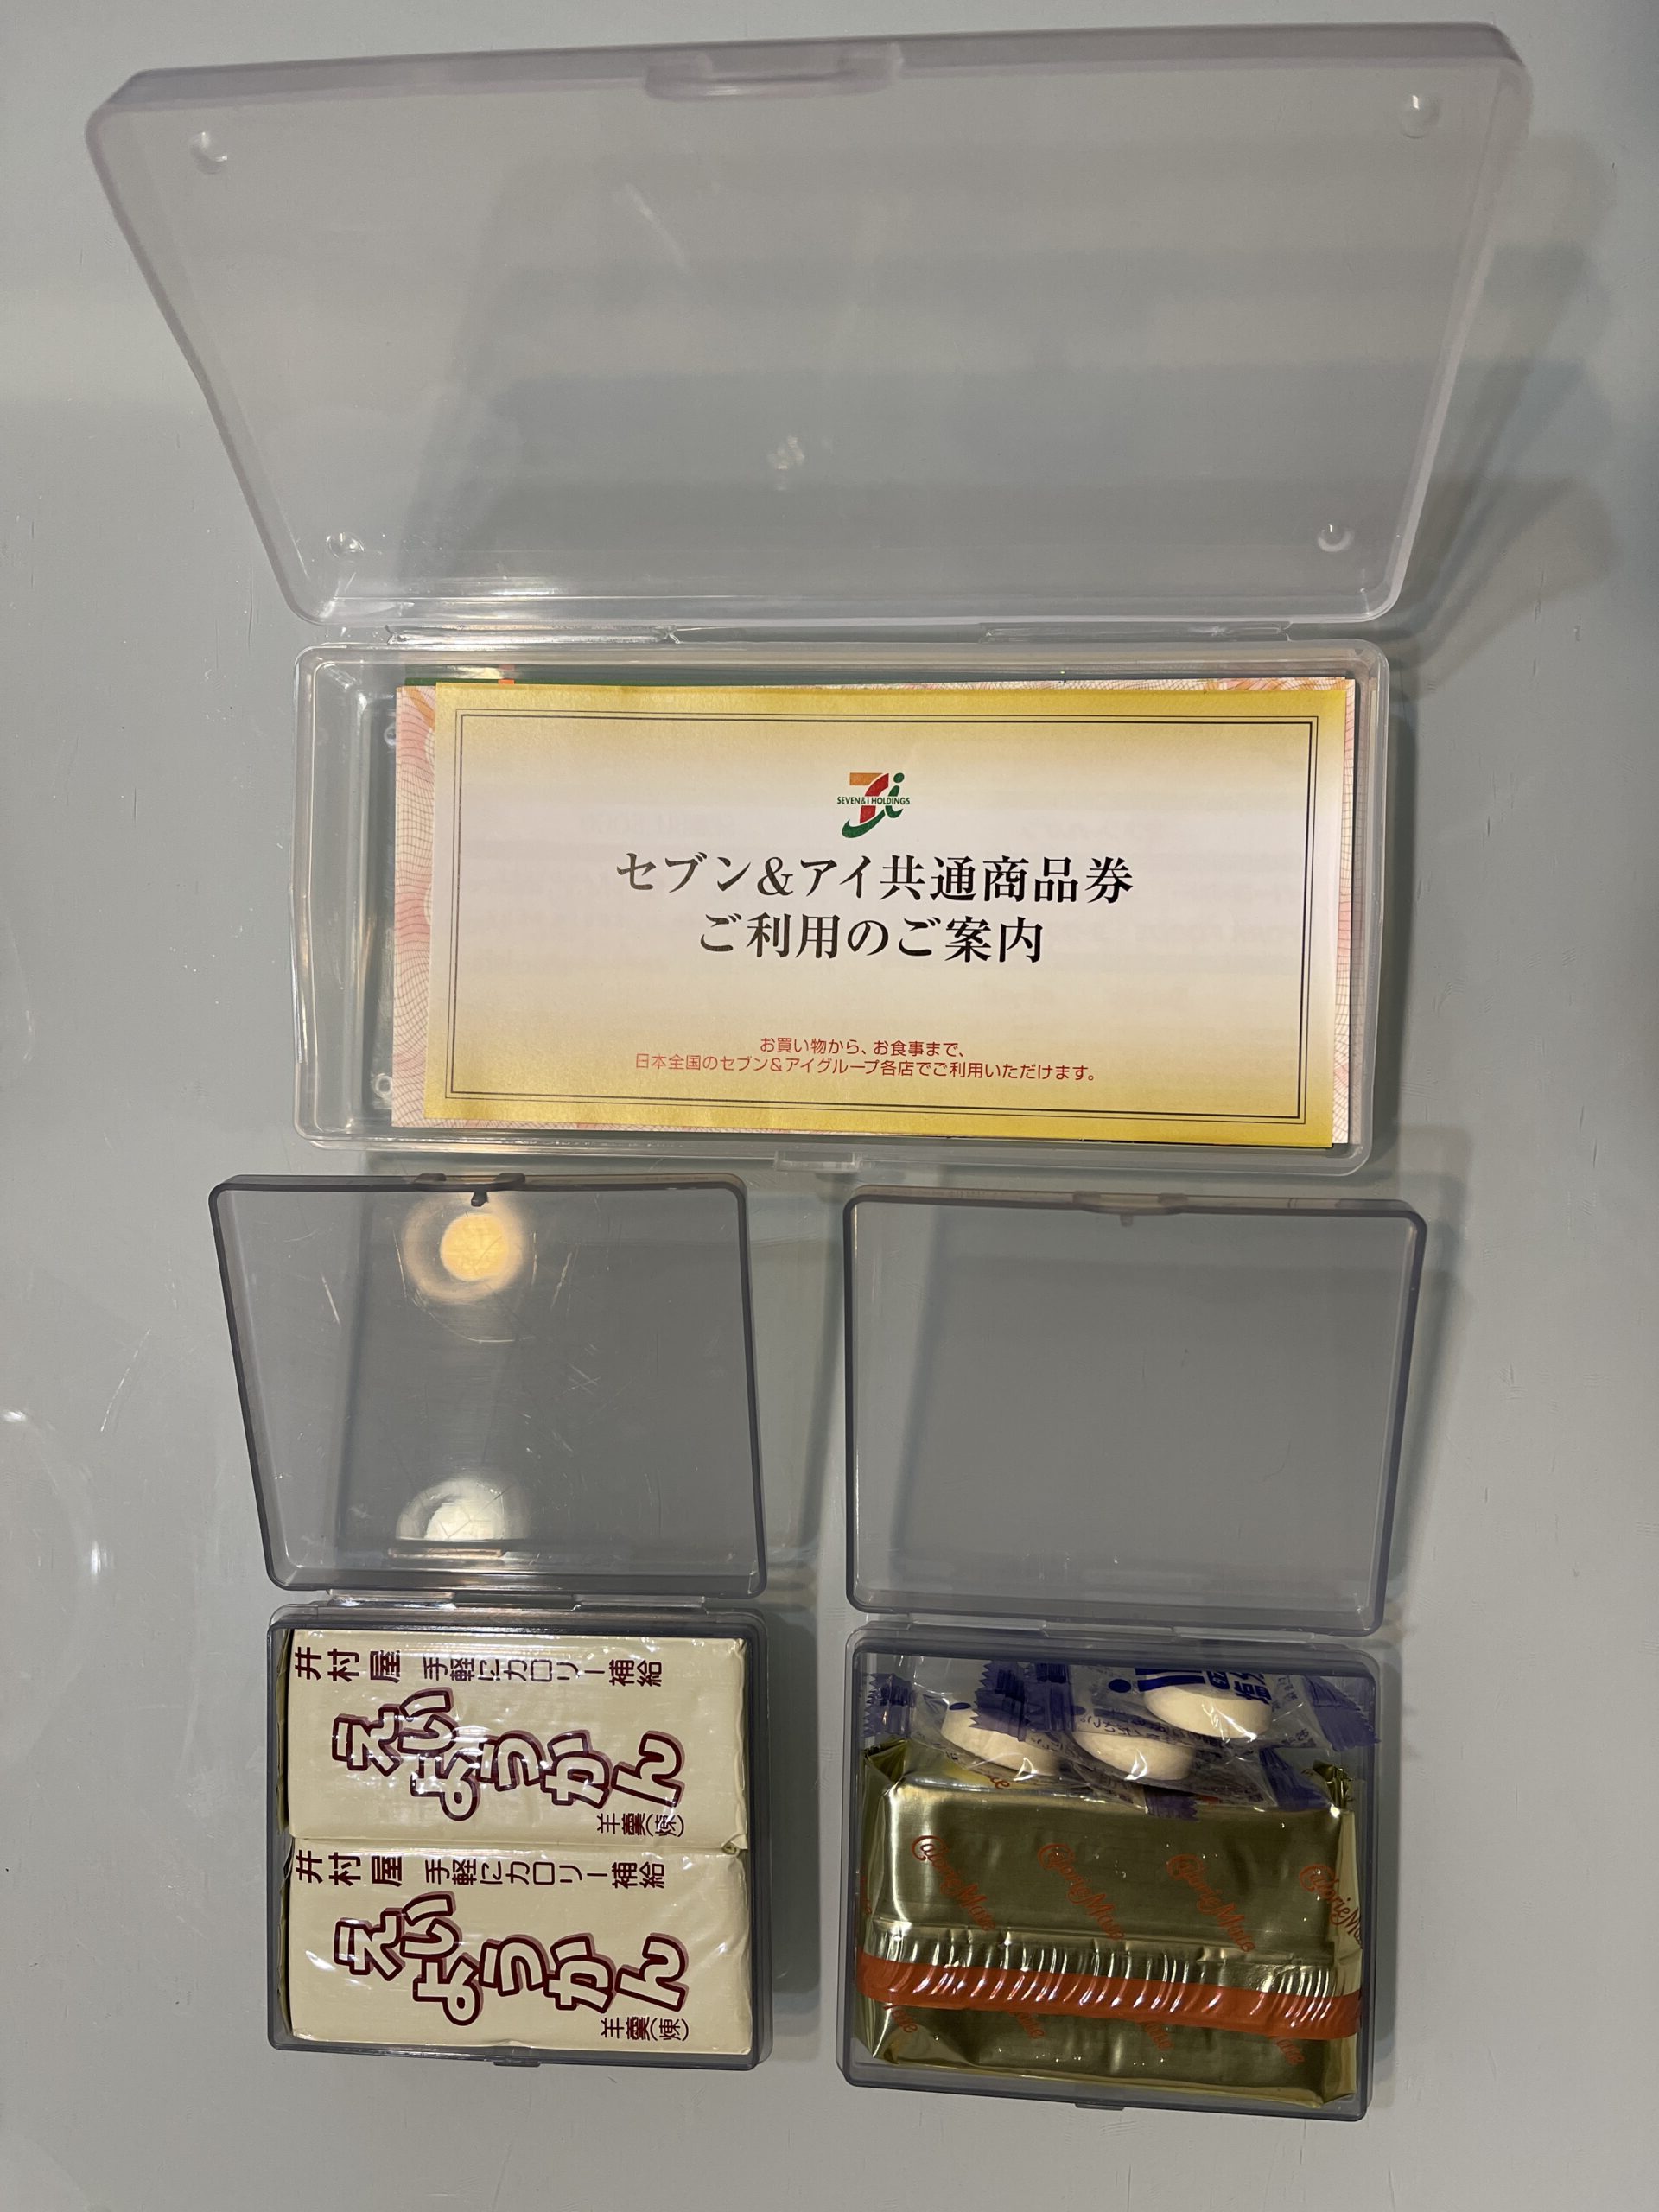 SEVEN&i HOLDINGS
セブン&アイ共通商品券
ご利用のご案内
お買い物から、お食事まで、
日本全国のセブン&アイグループ各店でご利用いただけます。
井村屋
手軽にカロリー補給
えいようかん
羊羹(煉)
井村屋
手軽にカロリー補給
えいようかん
羊羹(煉)
塩分
CalorieMate
CalorieMate
CalorieMate
CalorieMate